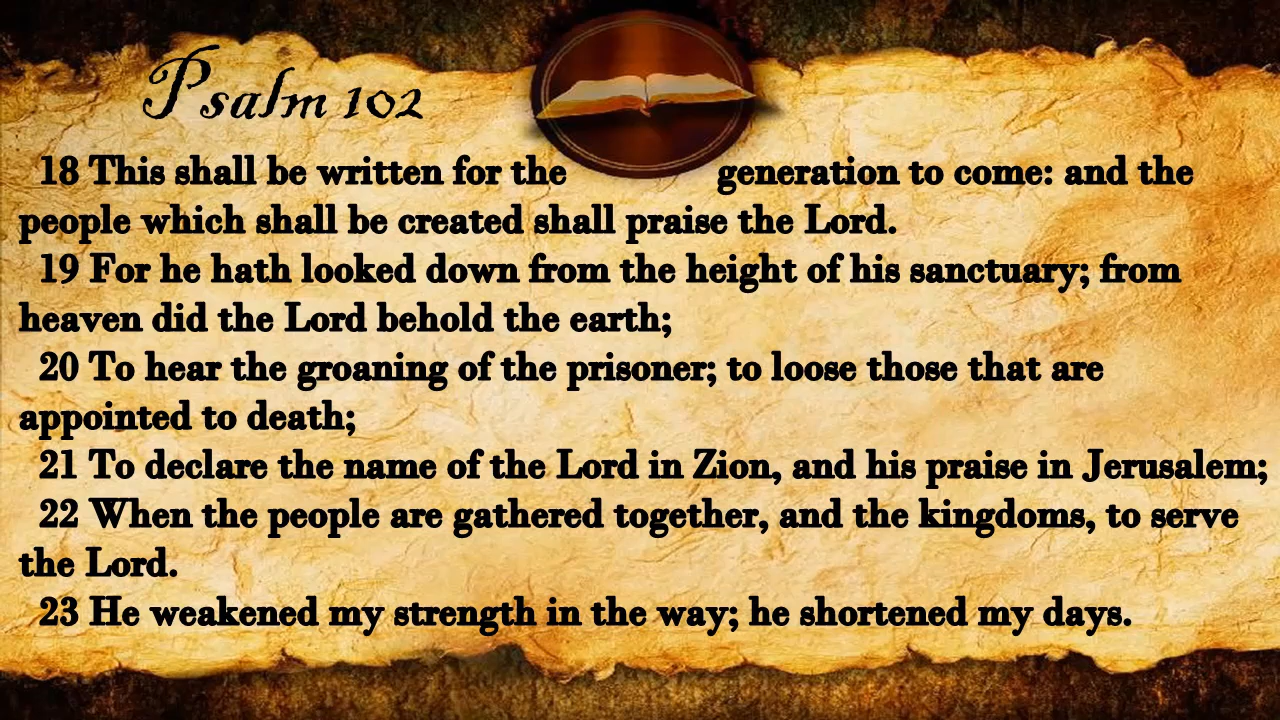 Psalm 102
18 This shall be written for the generation to come: and the
people which shall be created shall praise the Lord.
19 For he hath looked down from the height of his sanctuary; from
heaven did the Lord behold the earth;
20 To hear the groaning of the prisoner; to loose those that are
appointed to death;
21 To declare the name of the Lord in Zion, and his praise in Jerusalem;
22 When the people are gathered together, and the kingdoms, to serve
the Lord.
23 He weakened my strength in the way; he shortened my days.